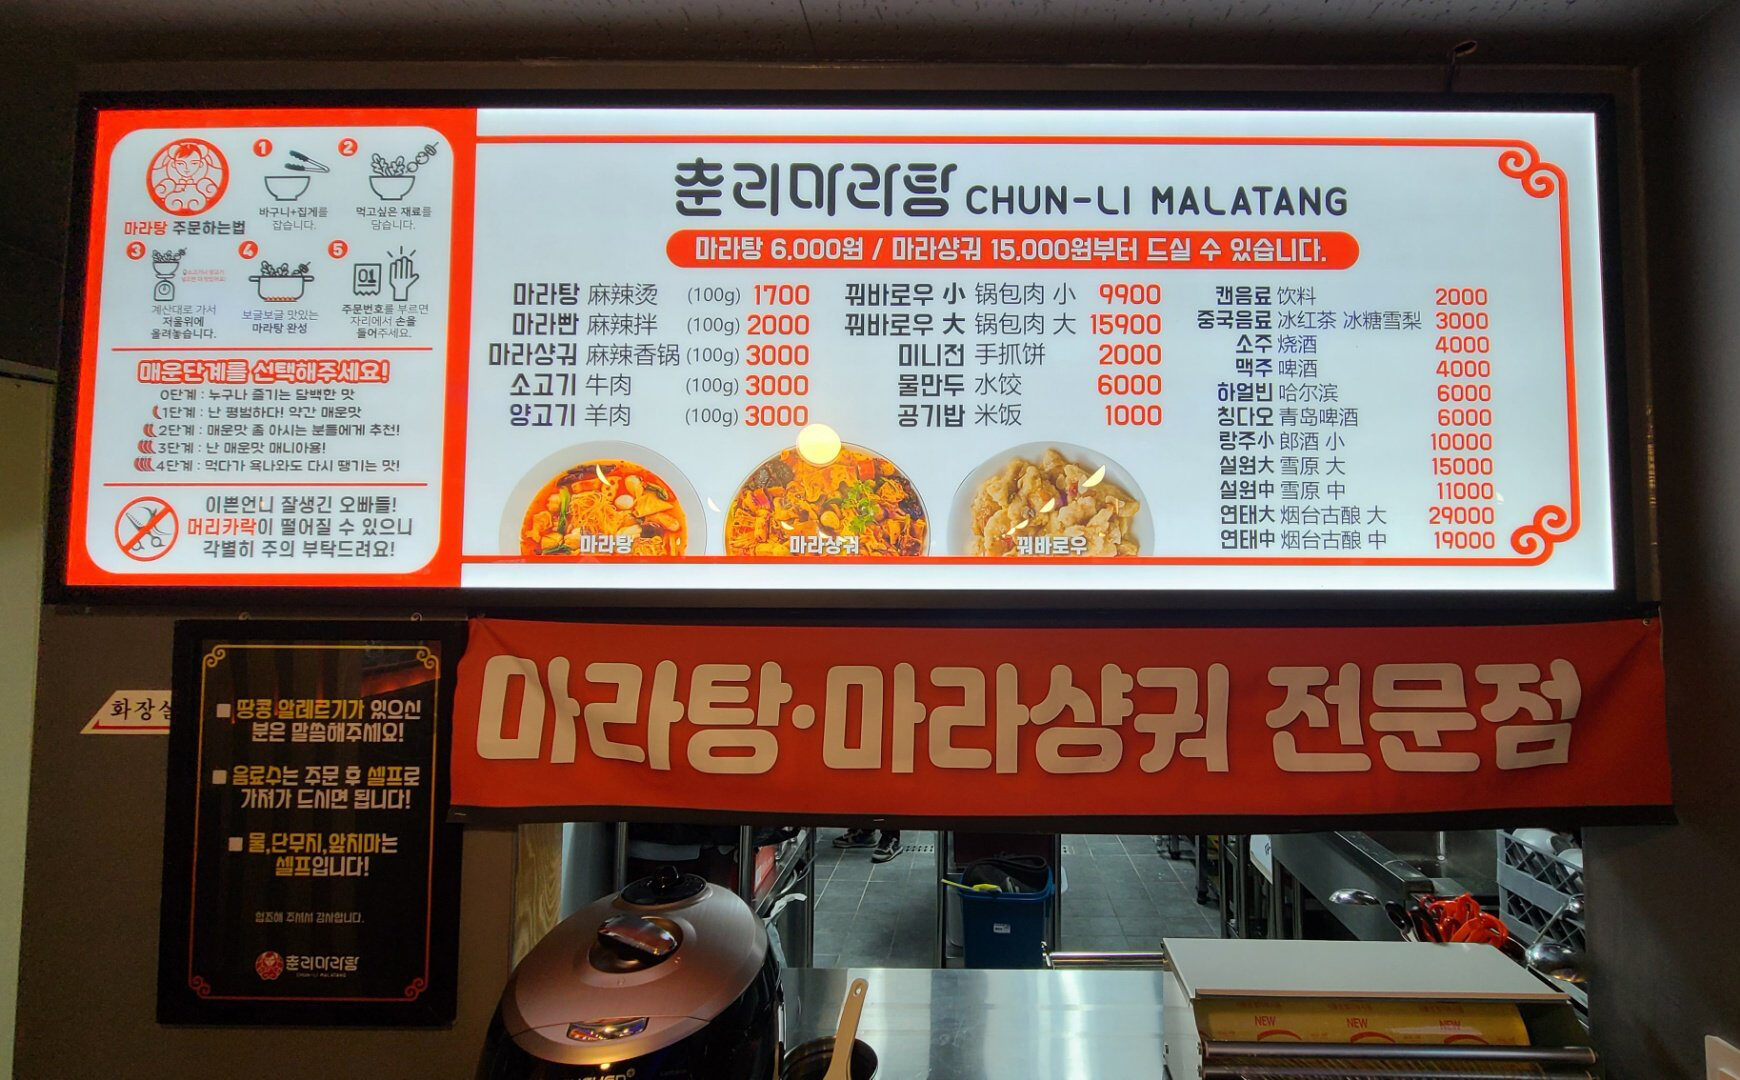 마라탕 주문하는법
1
바구니+집게를
잡습니다.
2
먹고싶은 재료를
담습니다.
3
계산대로 가서
저울위에
올려놓습니다.
4
보글보글 맛있는
마라탕 완성
5
01
주문번호를 부르면
자리에서 손을
들어주세요.
매운단계를 선택해주세요!
0단계 : 누구나 즐기는 담백한 맛
1단계 : 난 평범하다! 약간 매운맛
2단계 : 매운맛 좀 아시는 분들에게 추천!
3단계 : 난 매운맛 매니아용!
4단계 : 먹다가 욕나와도 다시 땡기는 맛!
이쁜언니 잘생긴 오빠들!
머리카락이 떨어질 수 있으니
각별히 주의 부탁드려요!
춘리마라탕 CHUN-LI MALATANG
마라탕 6,000원 / 마라샹궈 15,000원부터 드실 수 있습니다.
마라탕 麻辣烫 (100g) 1700
마라빤 麻辣拌 (100g) 2000
마라샹궈 麻辣香锅 (100g) 3000
소고기 牛肉 (100g) 3000
양고기 羊肉 (100g) 3000
꿔바로우 小 锅包肉 小 9900
꿔바로우 大 锅包肉 大 15900
미니전 手抓饼 2000
물만두 水饺 6000
공기밥 米饭 1000
캔음료 饮料 2000
중국음료 冰红茶 冰糖雪梨 3000
소주 烧酒 4000
맥주 啤酒 4000
하얼빈 哈尔滨 6000
칭다오 青岛啤酒 6000
랑주小 郎酒 小 10000
설원大 雪原 大 15000
설원中 雪原 中 11000
연태大 烟台古酿 大 29000
연태中 烟台古酿 中 19000
마라탕
마라샹궈
꿔바로우
마라탕·마라샹궈 전문점
땅콩 알레르기가 있으신
분은 말씀해주세요!
음료수는 주문 후 셀프로
가져가 드시면 됩니다!
물,단무지,앞치마는
셀프입니다!
협조해 주셔서 감사합니다.
춘리마라탕
CHUN-LI MALATANG
NEW
NEW
NEW